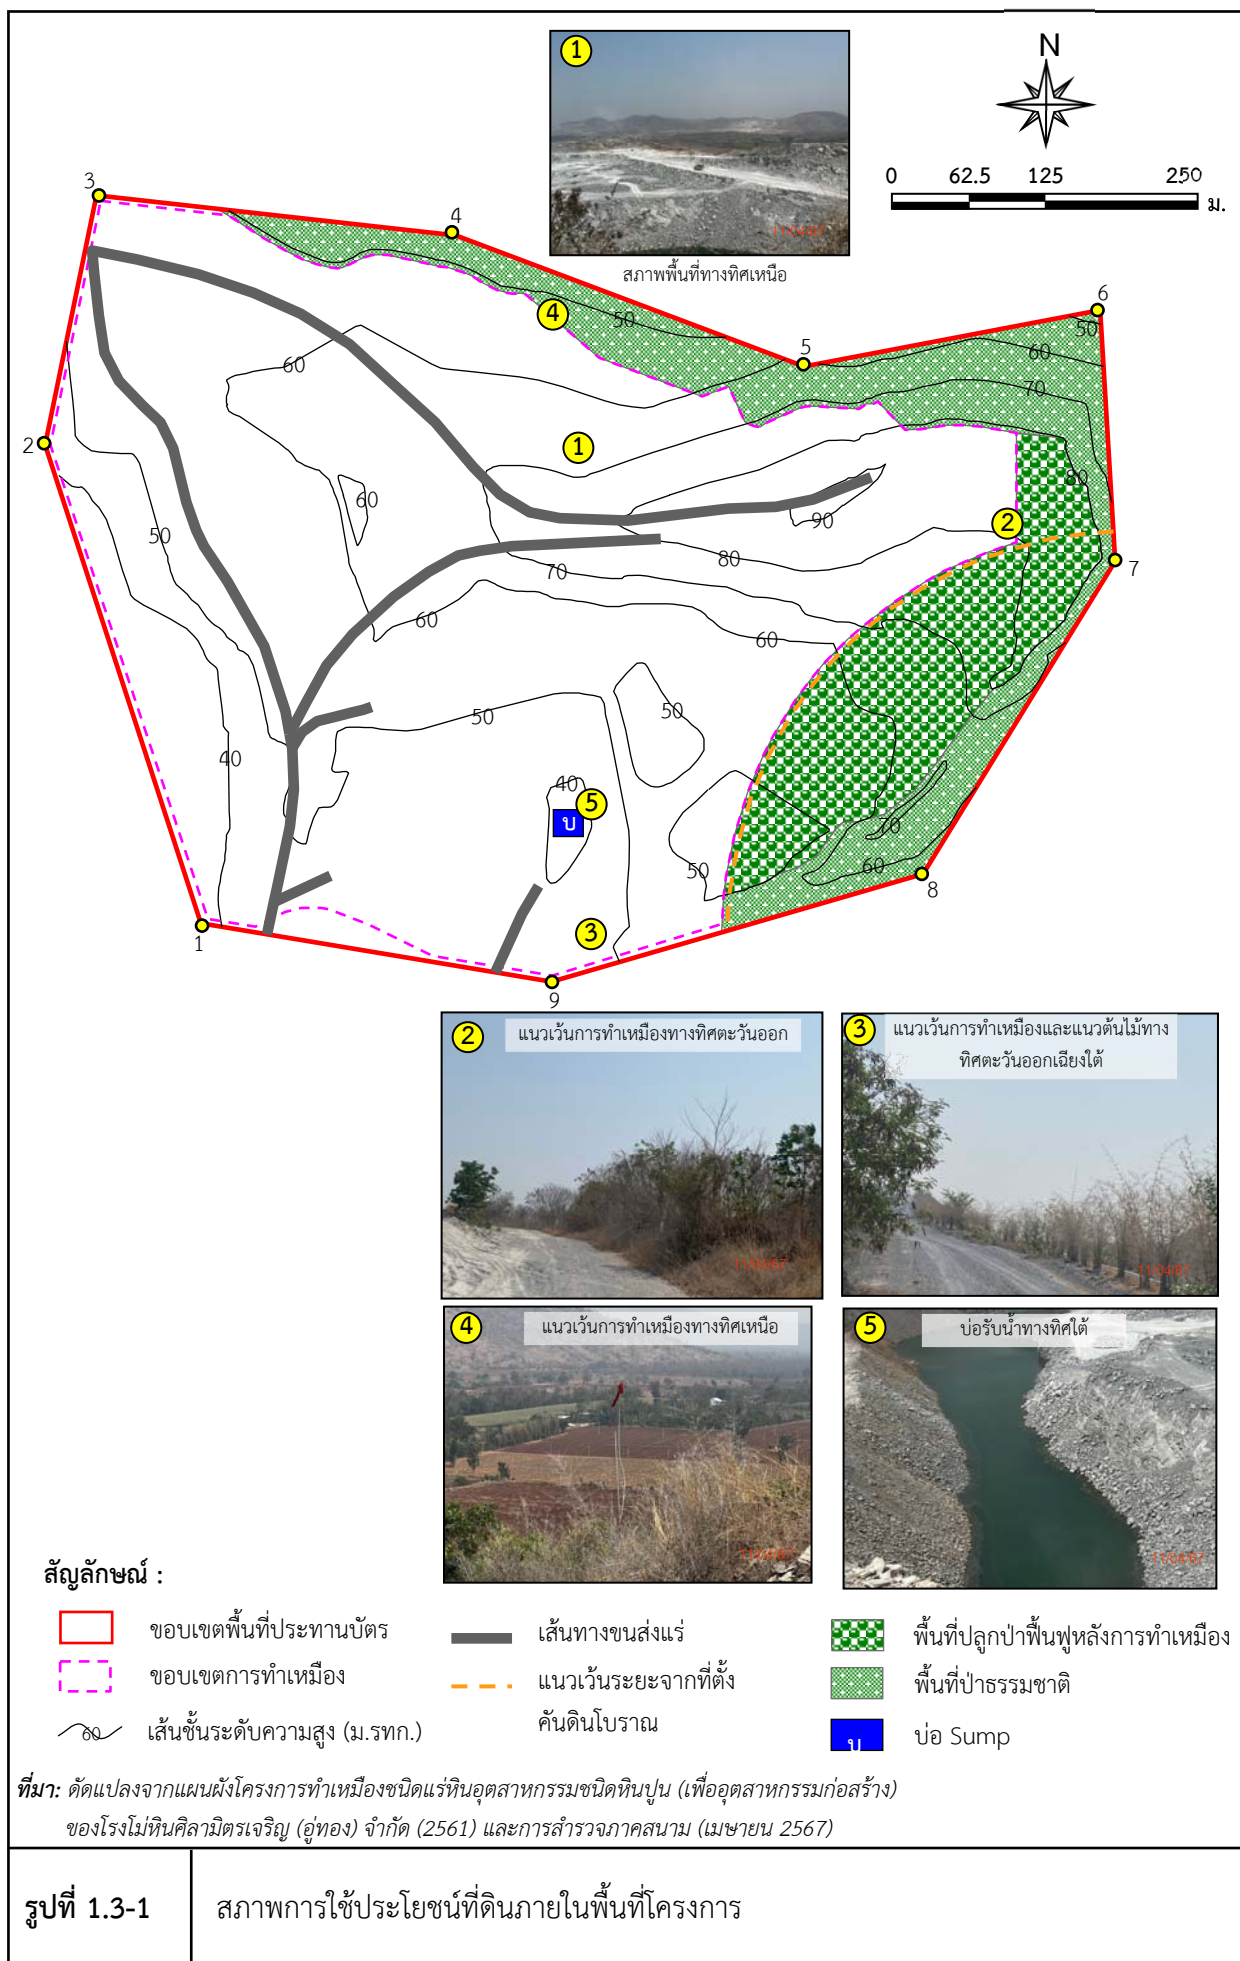 1
N
0 62.5 125 250
ม.
สภาพพื้นที่ทางทิศเหนือ
11/04/67
3
4
5
6
2
7
8
1
9
4
1
2
5
3
50
50
60
70
60
80
60
90
50
80
70
60
60
50
50
40
40
50
70
60
บ
2
แนวเว้นการทำเหมืองทางทิศตะวันออก
11/04/67
3
แนวเว้นการทำเหมืองและแนวต้นไม้ทาง
ทิศตะวันออกเฉียงใต้
11/04/67
4
แนวเว้นการทำเหมืองทางทิศเหนือ
11/04/67
5
บ่อรับน้ำทางทิศใต้
11/04/67
สัญลักษณ์ :
ขอบเขตพื้นที่ประทานบัตร
ขอบเขตการทำเหมือง
60 เส้นชั้นระดับความสูง (ม.รทก.)
เส้นทางขนส่งแร่
แนวเว้นระยะจากที่ตั้ง
คันดินโบราณ
พื้นที่ปลูกป่าฟื้นฟูหลังการทำเหมือง
พื้นที่ป่าธรรมชาติ
บ บ่อ Sump
ที่มา: ดัดแปลงจากแผนผังโครงการทำเหมืองชนิดแร่หินอุตสาหกรรมชนิดหินปูน (เพื่ออุตสาหกรรมก่อสร้าง)
ของโรงโม่หินศิลามิตรเจริญ (อู่ทอง) จำกัด (2561) และการสำรวจภาคสนาม (เมษายน 2567)
รูปที่ 1.3-1
สภาพการใช้ประโยชน์ที่ดินภายในพื้นที่โครงการ